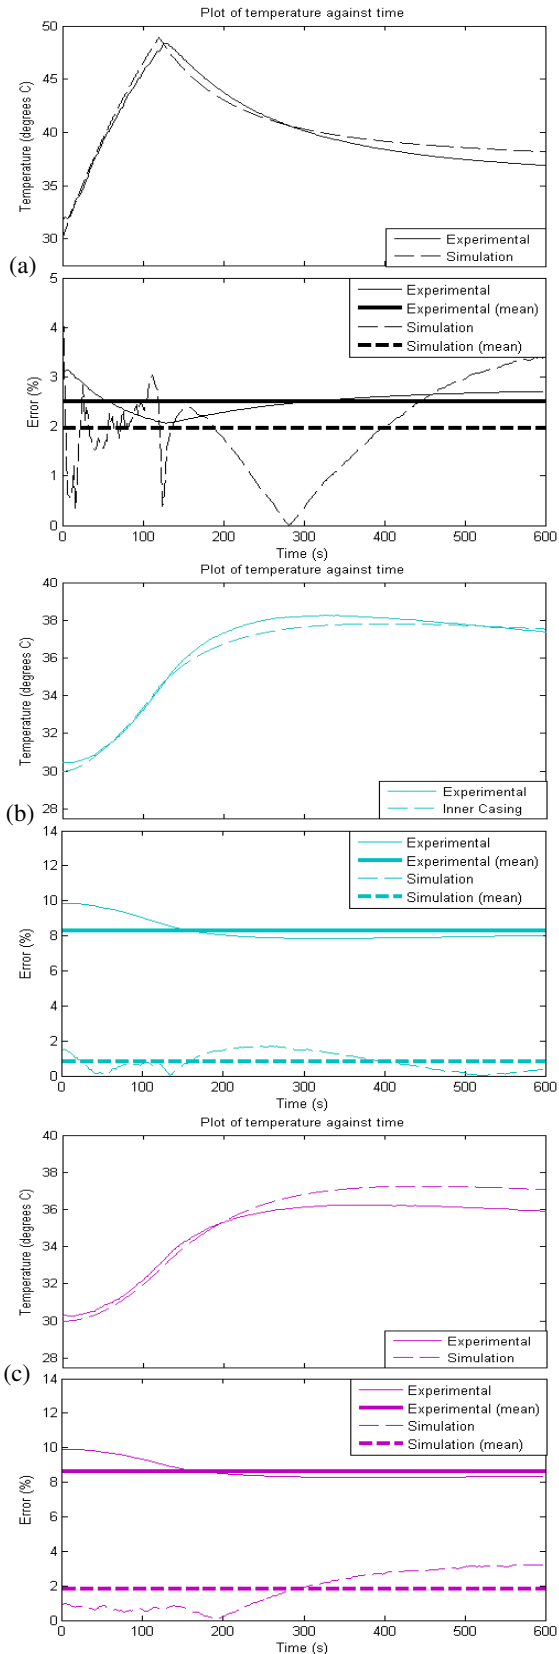 Plot of temperature against time
50
45
40
35
30
Temperature (degrees C)
Experimental
Simulation
(a)
5
4
3
2
1
0
Error (%)
Experimental
Experimental (mean)
Simulation
Simulation (mean)
0 100 200 300 400 500 600
Time (s)
Plot of temperature against time
40
38
36
34
32
30
28
Temperature (degrees C)
Experimental
Inner Casing
(b)
14
12
10
8
6
4
2
0
Error (%)
Experimental
Experimental (mean)
Simulation
Simulation (mean)
0 100 200 300 400 500 600
Time (s)
Plot of temperature against time
40
38
36
34
32
30
28
Temperature (degrees C)
Experimental
Simulation
(c)
14
12
10
8
6
4
2
0
Error (%)
Experimental
Experimental (mean)
Simulation
Simulation (mean)
0 100 200 300 400 500 600
Time (s)